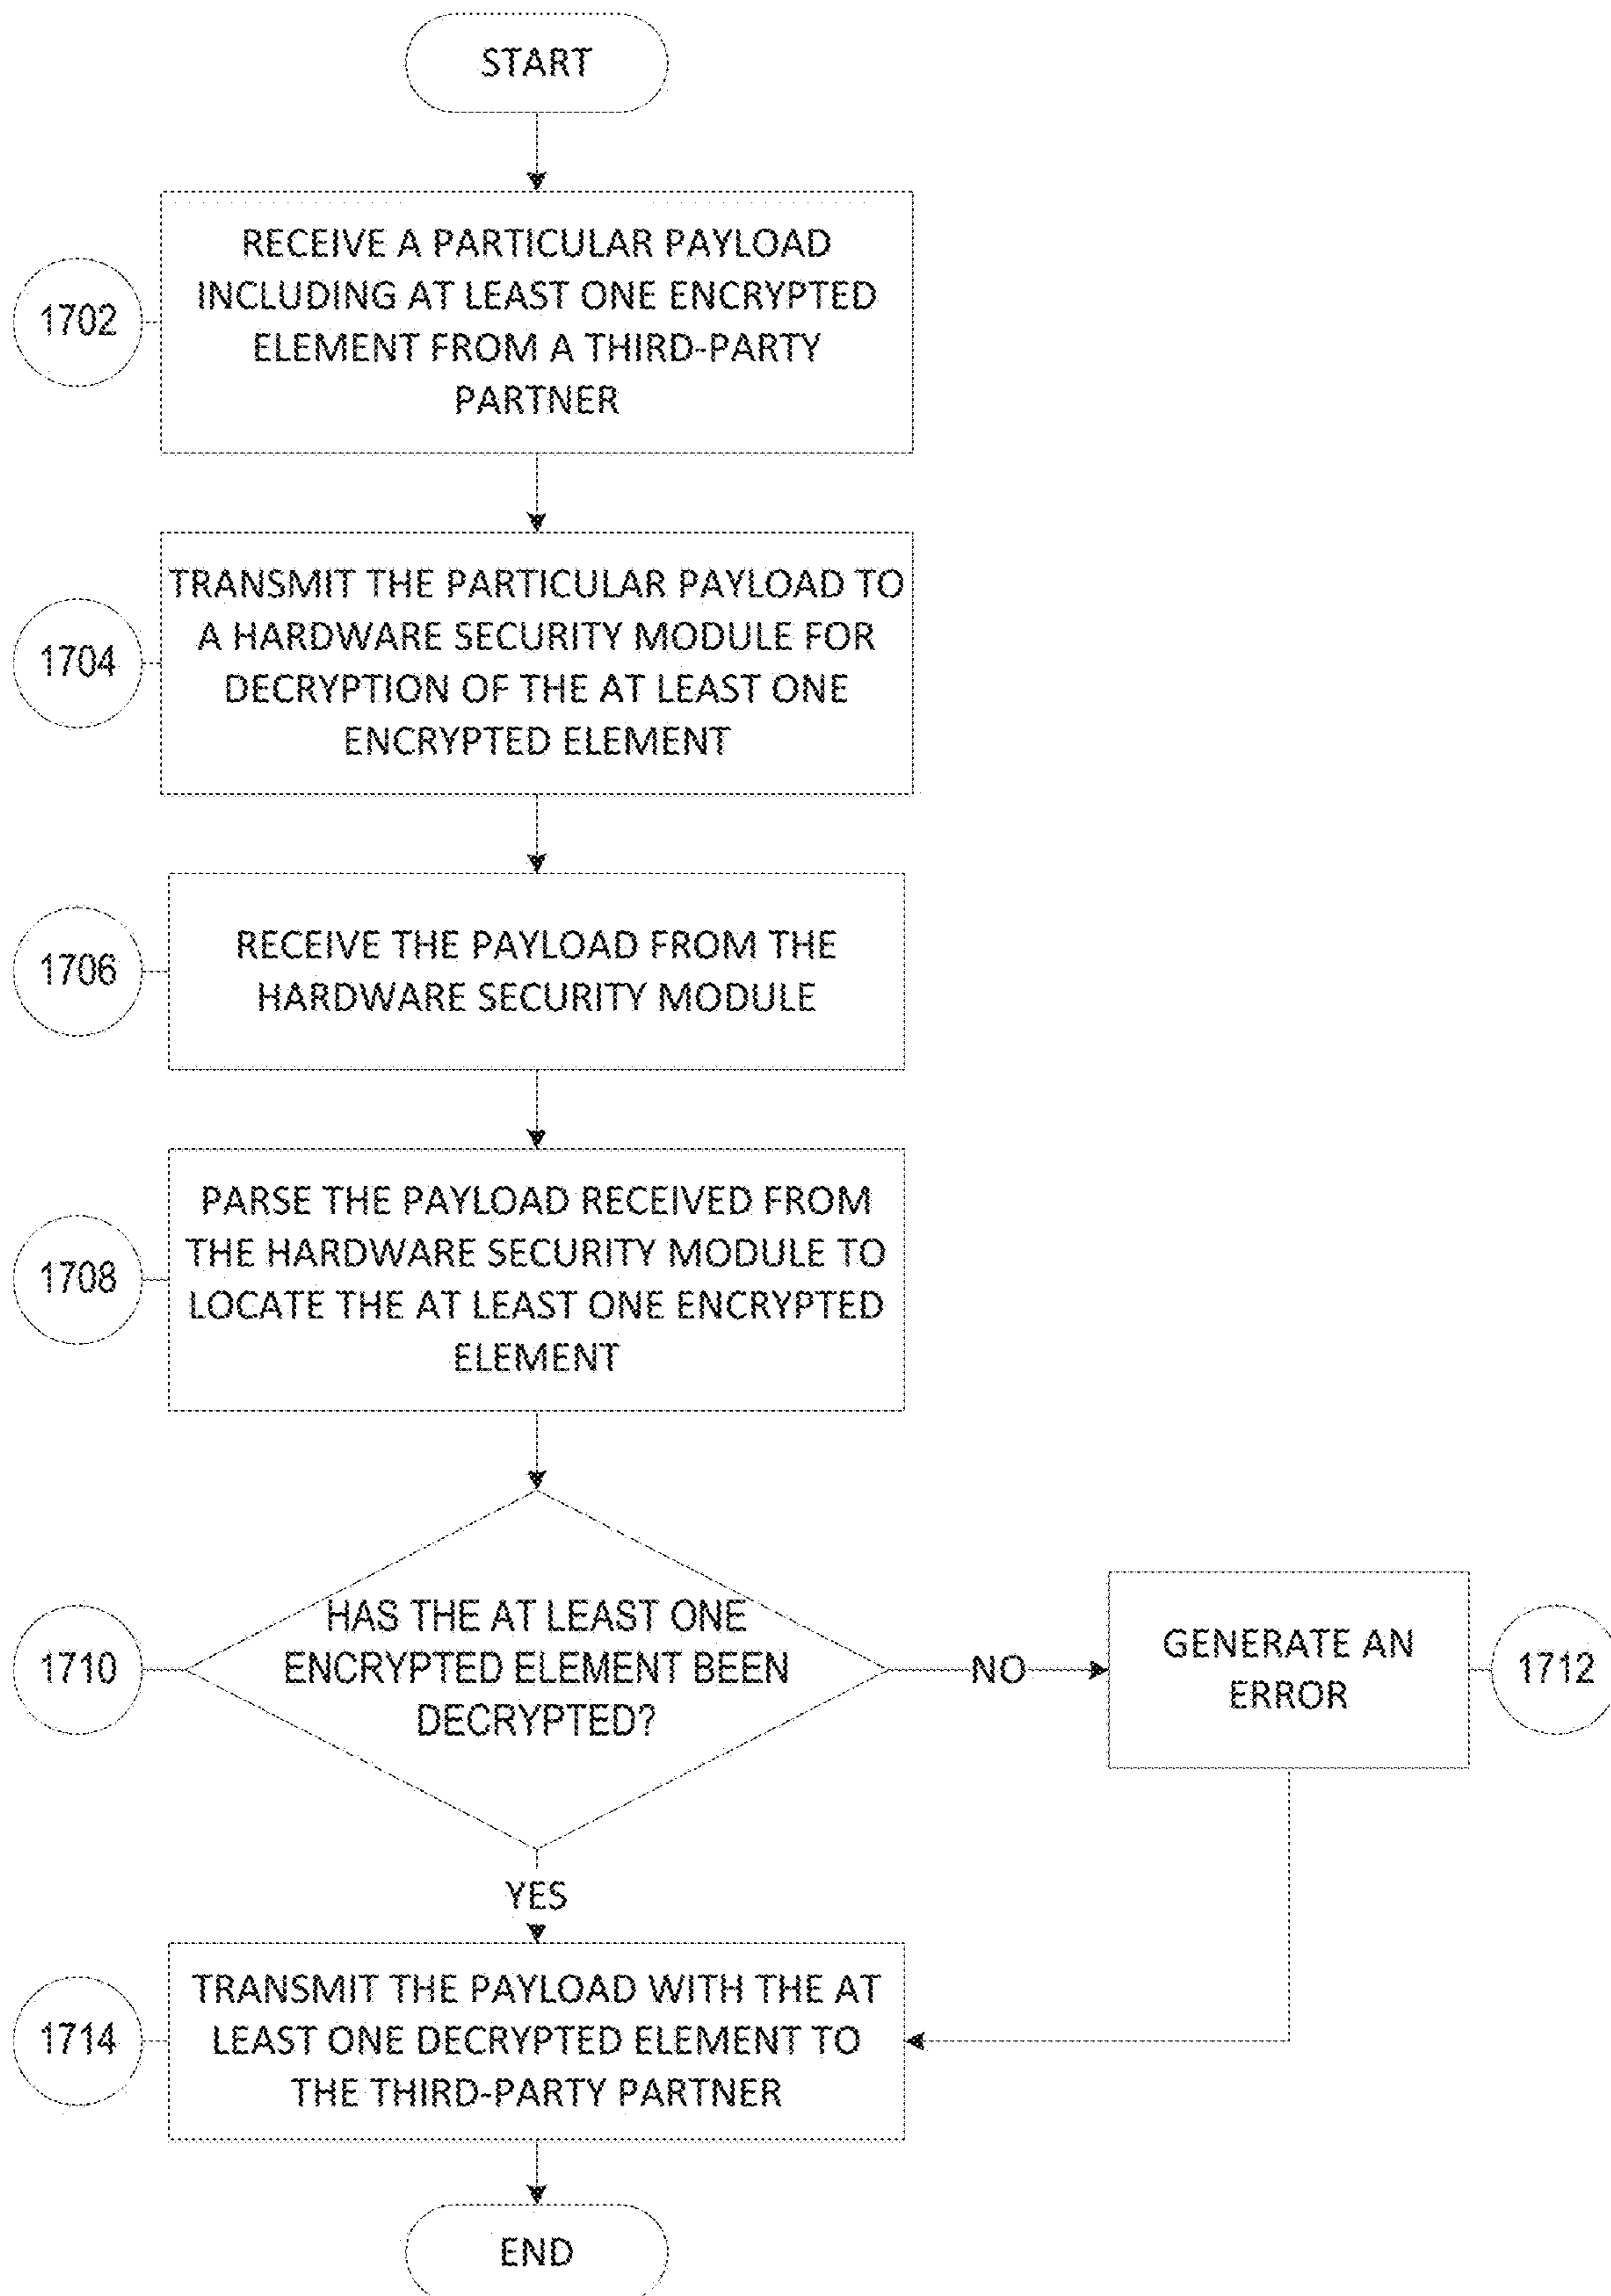 START
1702
RECEIVE A PARTICULAR PAYLOAD
INCLUDING AT LEAST ONE ENCRYPTED
ELEMENT FROM A THIRD-PARTY
PARTNER
1704
TRANSMIT THE PARTICULAR PAYLOAD TO
A HARDWARE SECURITY MODULE FOR
DECRYPTION OF THE AT LEAST ONE
ENCRYPTED ELEMENT
1706
RECEIVE THE PAYLOAD FROM THE
HARDWARE SECURITY MODULE
1708
PARSE THE PAYLOAD RECEIVED FROM
THE HARDWARE SECURITY MODULE TO
LOCATE THE AT LEAST ONE ENCRYPTED
ELEMENT
1710
HAS THE AT LEAST ONE
ENCRYPTED ELEMENT BEEN
DECRYPTED?
NO
GENERATE AN
ERROR
1712
YES
1714
TRANSMIT THE PAYLOAD WITH THE AT
LEAST ONE DECRYPTED ELEMENT TO
THE THIRD-PARTY PARTNER
END